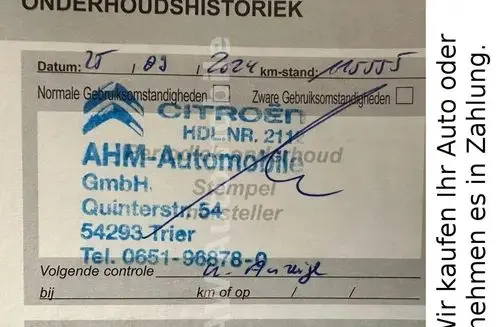 ONDERHOUDSHISTORIEK
Datum: 25 / 09 / 2024 km-stand: 115555
Normale Gebruiksomstandigheden Zware Gebruiksomstandigheden
CITROËN
HDL.NR. 211
AHM-Automobile
GmbH.
Stempel
Quinterstr. 54
54293 Trier
Tel. 0651-96878-0
Volgende controle n. Anzeige
bij km of op / /
Wir kaufen Ihr Auto oder
nehmen es in Zahlung.